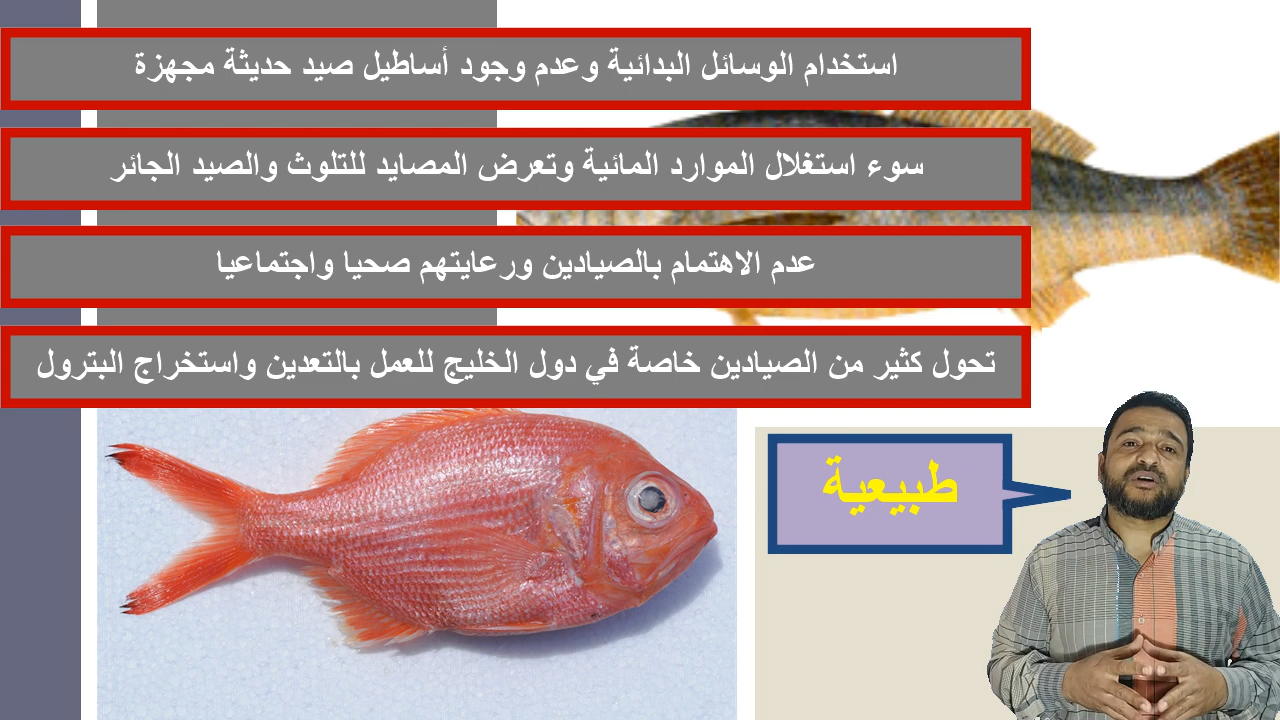 استخدام الوسائل البدائية وعدم وجود أساطيل صيد حديثة مجهزة
سوء استغلال الموارد المائية وتعرض المصايد للتلوث والصيد الجائر
عدم الاهتمام بالصيادين ورعايتهم صحيا واجتماعيا
تحول كثير من الصيادين خاصة في دول الخليج للعمل بالتعدين واستخراج البترول
طبيعية